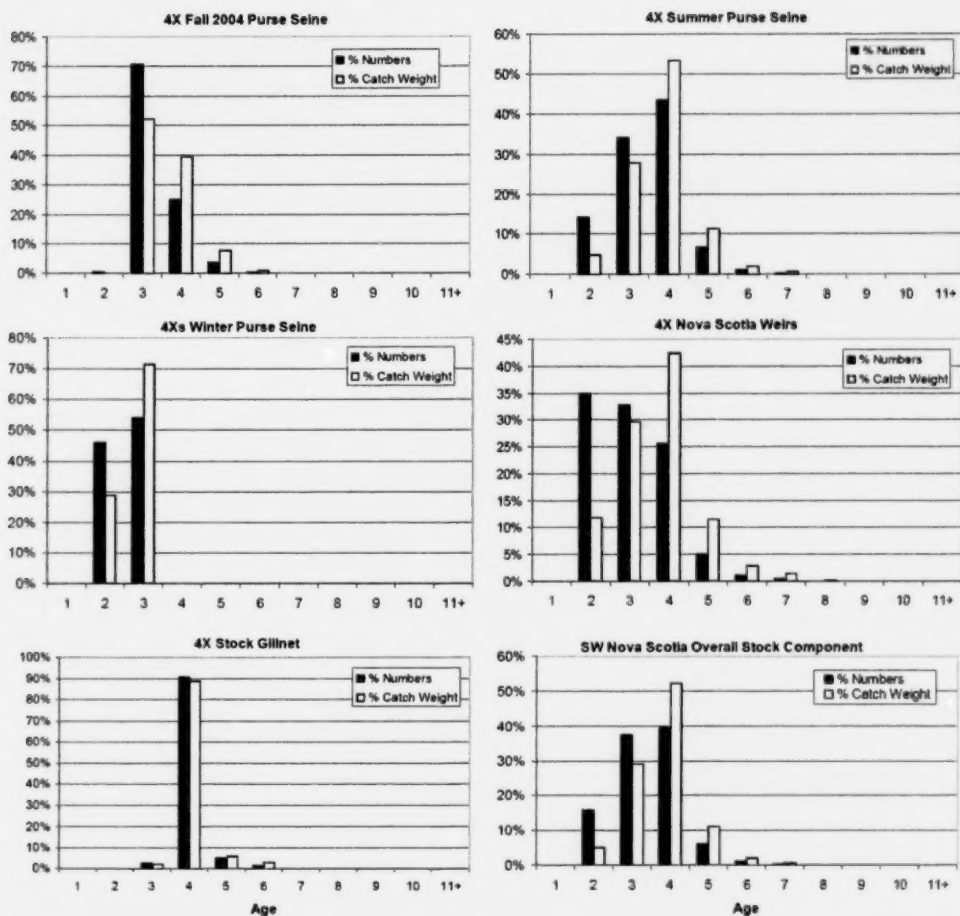 4X Fall 2004 Purse Seine
80%
70%
60%
50%
40%
30%
20%
10%
0%
% Numbers
% Catch Weight
1 2 3 4 5 6 7 8 9 10 11+
4X Summer Purse Seine
60%
50%
40%
30%
20%
10%
0%
% Numbers
% Catch Weight
1 2 3 4 5 6 7 8 9 10 11+
4Xs Winter Purse Seine
80%
70%
60%
50%
40%
30%
20%
10%
0%
% Numbers
% Catch Weight
1 2 3 4 5 6 7 8 9 10 11+
4X Nova Scotia Weirs
45%
40%
35%
30%
25%
20%
15%
10%
5%
0%
% Numbers
% Catch Weight
1 2 3 4 5 6 7 8 9 10 11+
4X Stock Gillnet
100%
90%
80%
70%
60%
50%
40%
30%
20%
10%
0%
% Numbers
% Catch Weight
1 2 3 4 5 6 7 8 9 10 11+
Age
SW Nova Scotia Overall Stock Component
60%
50%
40%
30%
20%
10%
0%
% Numbers
% Catch Weight
1 2 3 4 5 6 7 8 9 10 11+
Age